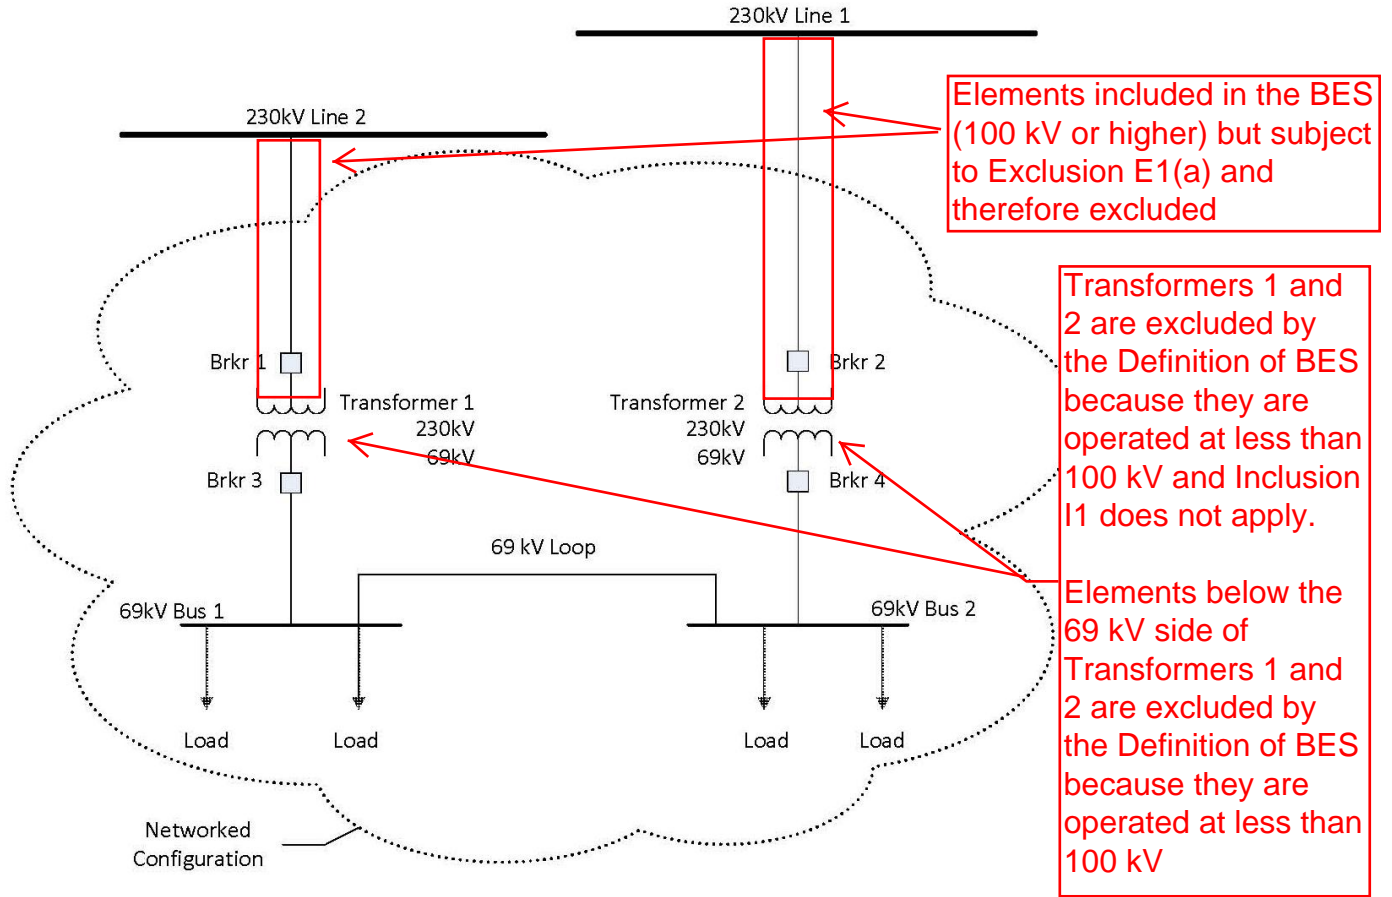 230kV Line 1
Elements included in the BES
(100 kV or higher) but subject
to Exclusion E1(a) and
therefore excluded
230kV Line 2
Transformers 1 and
2 are excluded by
the Definition of BES
because they are
operated at less than
100 kV and Inclusion
I1 does not apply.
Elements below the
69 kV side of
Transformers 1 and
2 are excluded by
the Definition of BES
because they are
operated at less than
100 kV
Brkr 1
Brkr 2
Transformer 1
230kV
69kV
Transformer 2
230kV
69kV
Brkr 3
Brkr 4
69 kV Loop
69kV Bus 1
69kV Bus 2
Load
Load
Load
Load
Networked
Configuration